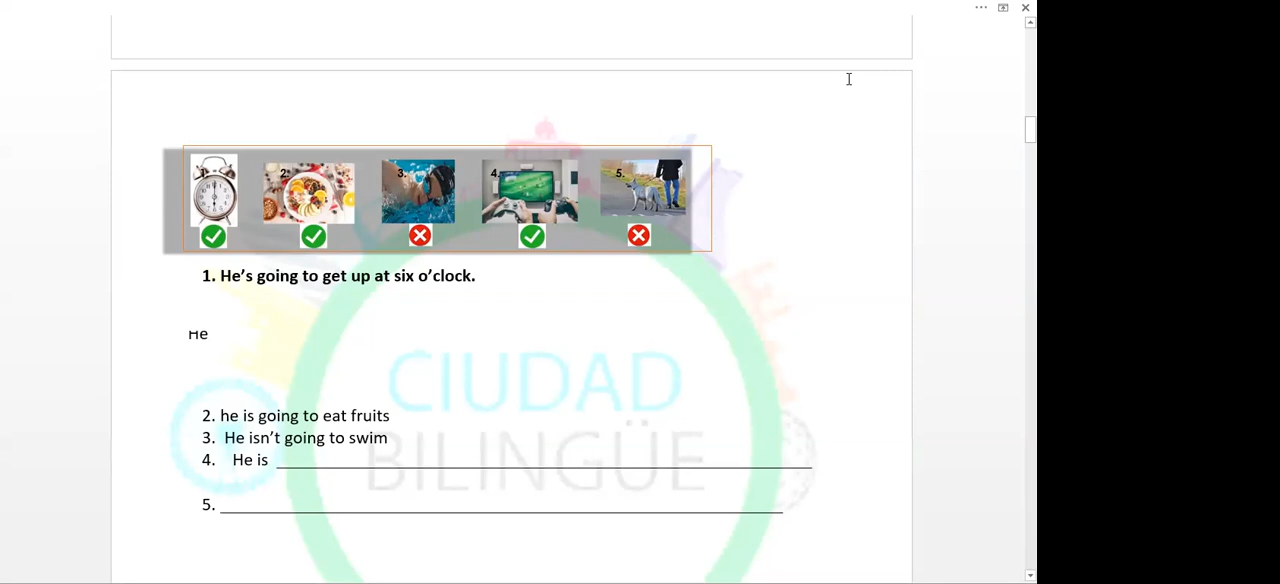 2.
3.
4.
5.
1. He’s going to get up at six o’clock.
He
2. he is going to eat fruits
3. He isn’t going to swim
4. He is
5.
CIUDAD
BILINGÜE